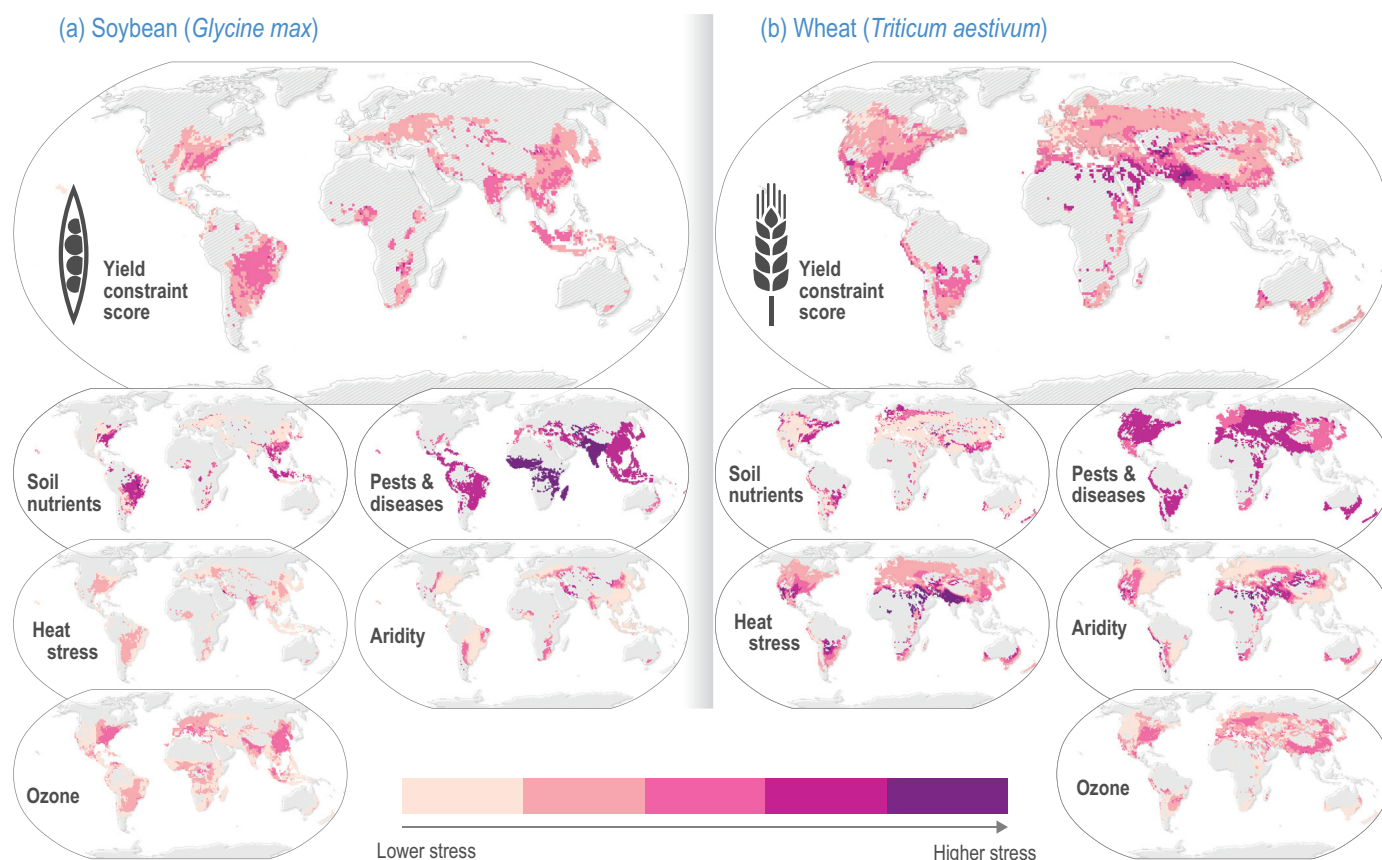 (a) Soybean (Glycine max)
Yield
constraint
score
Soil
nutrients
Pests &
diseases
Heat
stress
Aridity
Ozone
(b) Wheat (Triticum aestivum)
Yield
constraint
score
Soil
nutrients
Pests &
diseases
Heat
stress
Aridity
Ozone
Lower stress
Higher stress